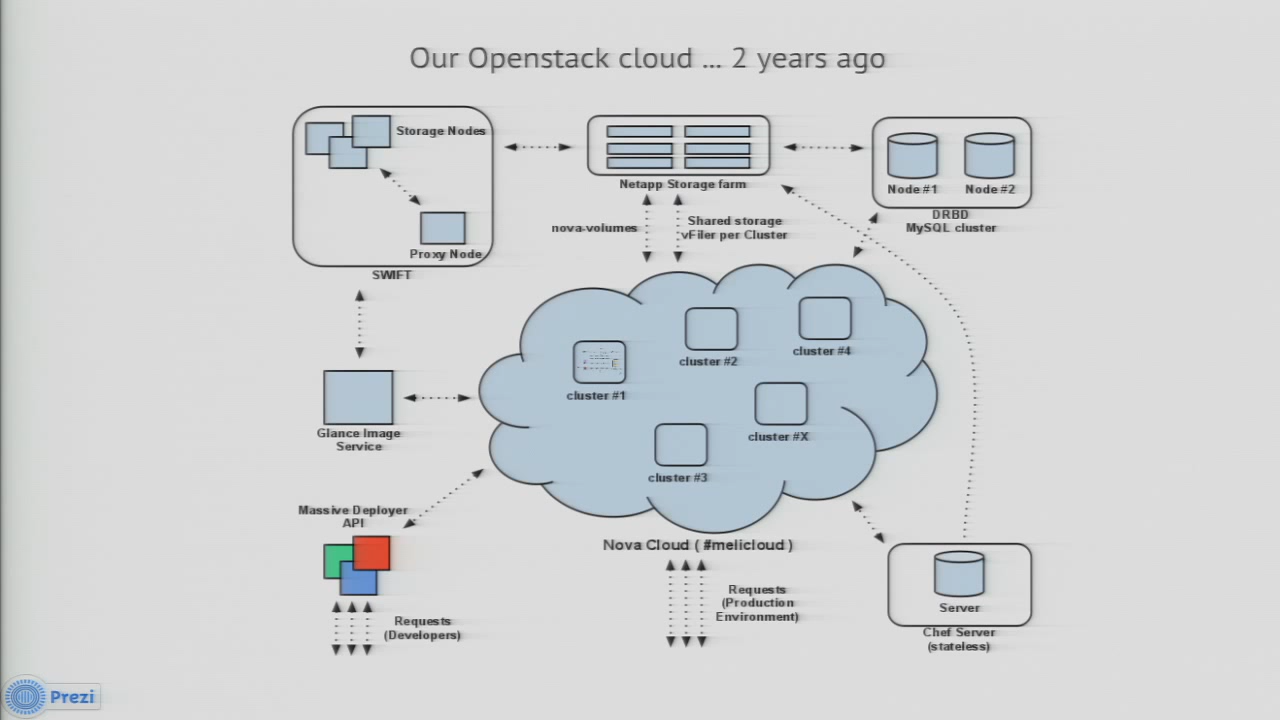 Our Openstack cloud ... 2 years ago
Storage Nodes
Proxy Node
SWIFT
Netapp Storage farm
Node #1
Node #2
DRBD
MySQL cluster
nova-volumes
Shared storage
vFiler per Cluster
cluster #1
cluster #2
cluster #4
cluster #X
cluster #3
Glance Image
Service
Massive Deployer
API
Requests
(Developers)
Nova Cloud ( #melicloud )
Requests
(Production
Environment)
Server
Chef Server
(stateless)
Prezi